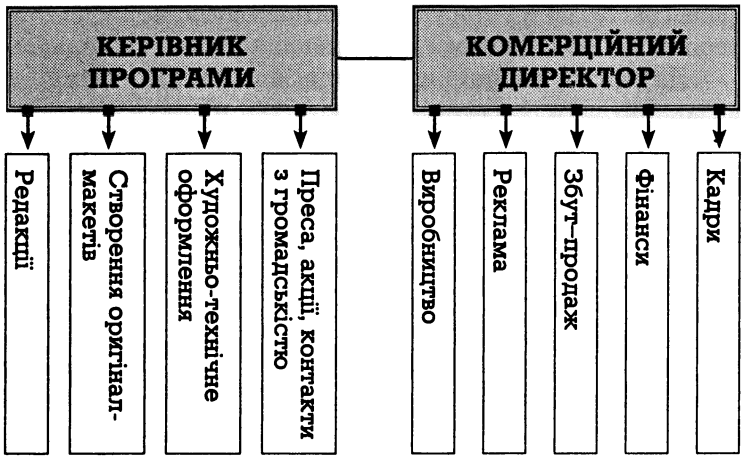 КЕРІВНИК
ПРОГРАМИ
КОМЕРЦІЙНИЙ
ДИРЕКТОР
Редакції
Створення оригінал-
макетів
Художньо-технічне
оформлення
Преса, акції, контакти
з громадськістю
Виробництво
Реклама
Збут–продаж
Фінанси
Кадри